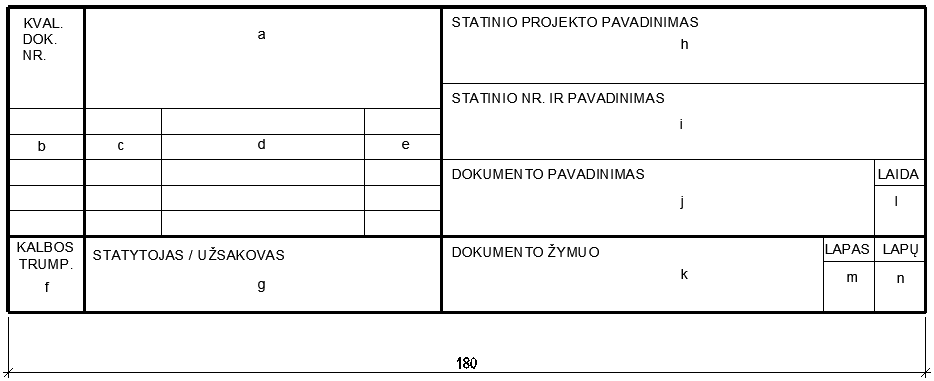 KVAL.
DOK.
NR.
a
STATINIO PROJEKTO PAVADINIMAS
h
STATINIO NR. IR PAVADINIMAS
i
b c d e
DOKUMENTO PAVADINIMAS
j
LAIDA
l
KALBOS
TRUMP.
f
STATYTOJAS / UŽSAKOVAS
g
DOKUMENTO ŽYMUO
k
LAPAS
m
LAPŲ
n
180